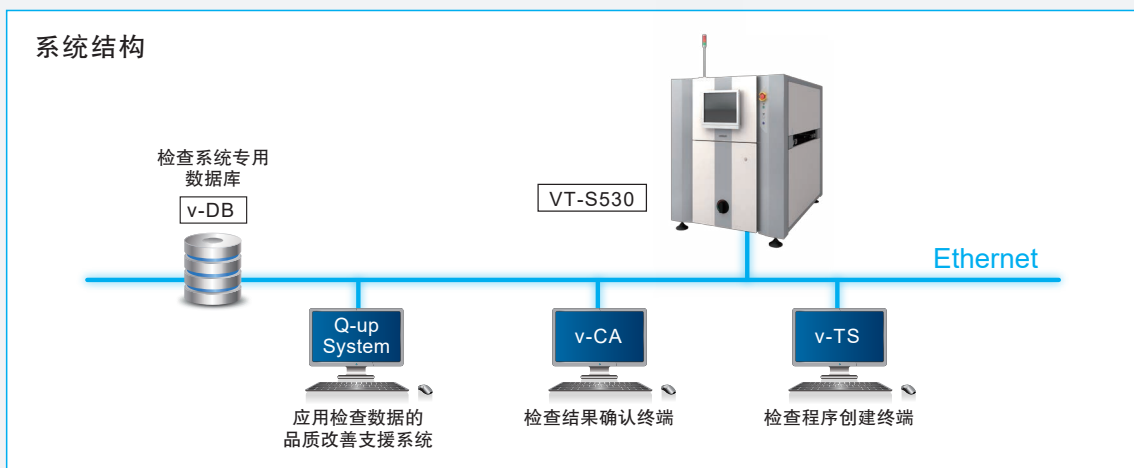 系统结构
检查系统专用
数据库
v-DB
VT-S530
Ethernet
Q-up
System
v-CA
v-TS
应用检查数据的
品质改善支援系统
检查结果确认终端
检查程序创建终端